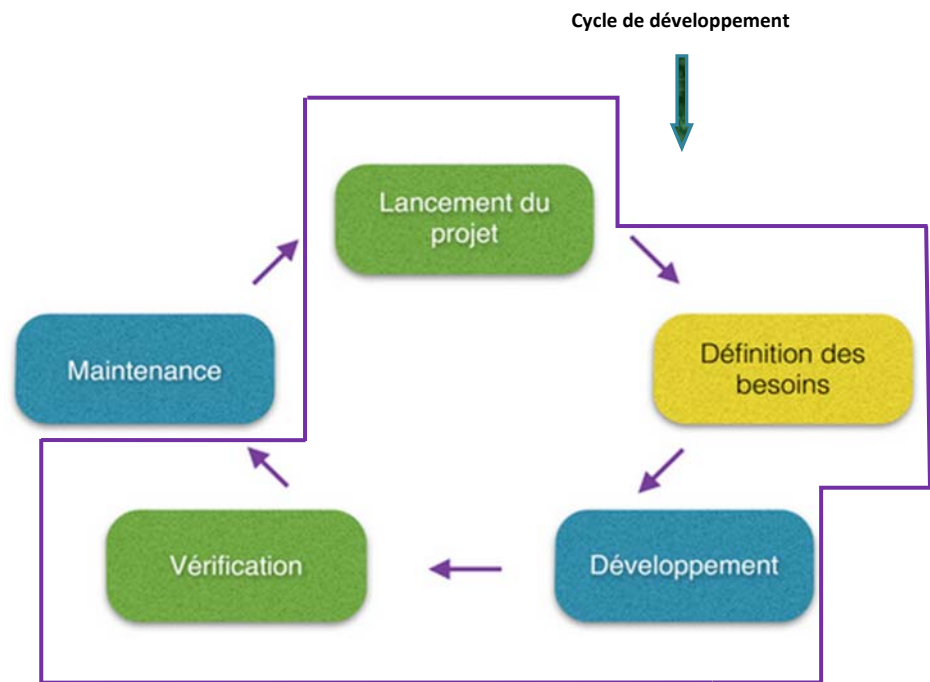 Cycle de développement
Lancement du
projet
Maintenance
Définition des
besoins
Vérification
Développement